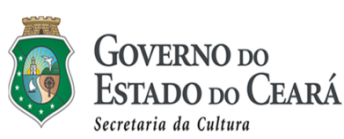 GOVERNO DO
ESTADO DO CEARÁ
Secretaria da Cultura